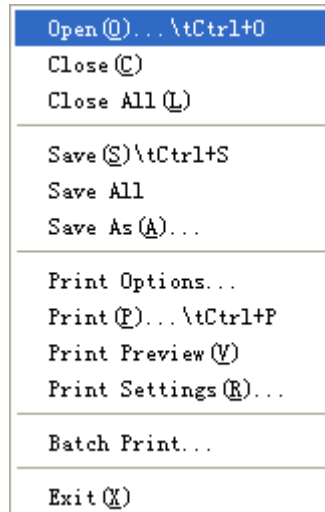 Open(O)...\tCtrl+O
Close(C)
Close All(L)
Save(S)\tCtrl+S
Save All
Save As(A)...
Print Options...
Print(P)...\tCtrl+P
Print Preview(V)
Print Settings(R)...
Batch Print...
Exit(X)